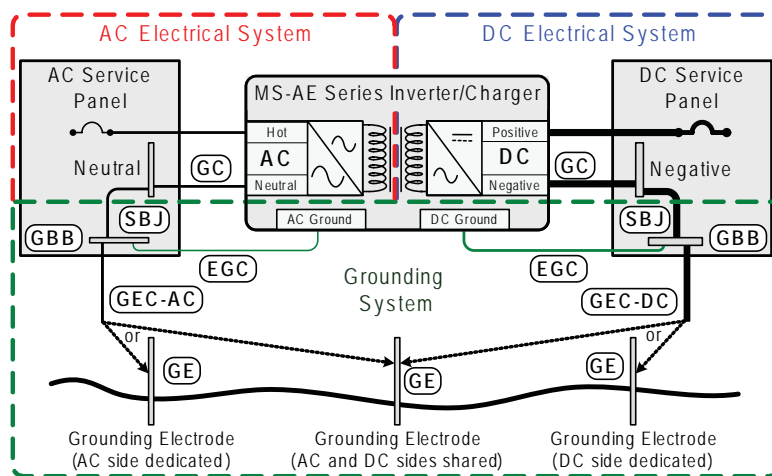 AC Electrical System
DC Electrical System
AC Service
Panel
MS-AE Series Inverter/Charger
DC Service
Panel
Hot
AC
Neutral
Positive
DC
Negative
Neutral
GC
GC
Negative
SBJ
SBJ
GBB
GBB
AC Ground
DC Ground
EGC
EGC
Grounding
System
GEC-AC
GEC-DC
or
or
GE
GE
GE
Grounding Electrode
(AC side dedicated)
Grounding Electrode
(AC and DC sides shared)
Grounding Electrode
(DC side dedicated)